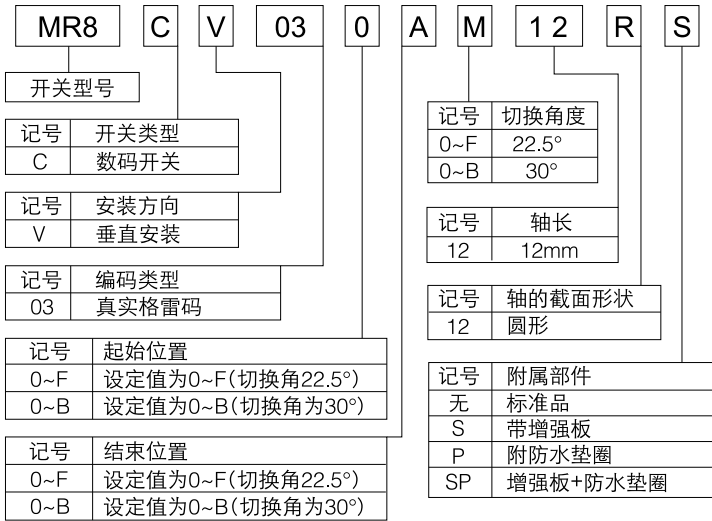 MR8 C V 03 0 A M 12 R S
开关型号
记号 开关类型
C 数码开关
记号 安装方向
V 垂直安装
记号 编码类型
03 真实格雷码
记号 起始位置
0~F 设定值为0~F(切换角22.5°)
0~B 设定值为0~B(切换角为30°)
记号 结束位置
0~F 设定值为0~F(切换角22.5°)
0~B 设定值为0~B(切换角为30°)
记号 切换角度
0~F 22.5°
0~B 30°
记号 轴长
12 12mm
记号 轴的截面形状
12 圆形
记号 附属部件
无 标准品
S 带增强板
P 附防水垫圈
SP 增强板+防水垫圈